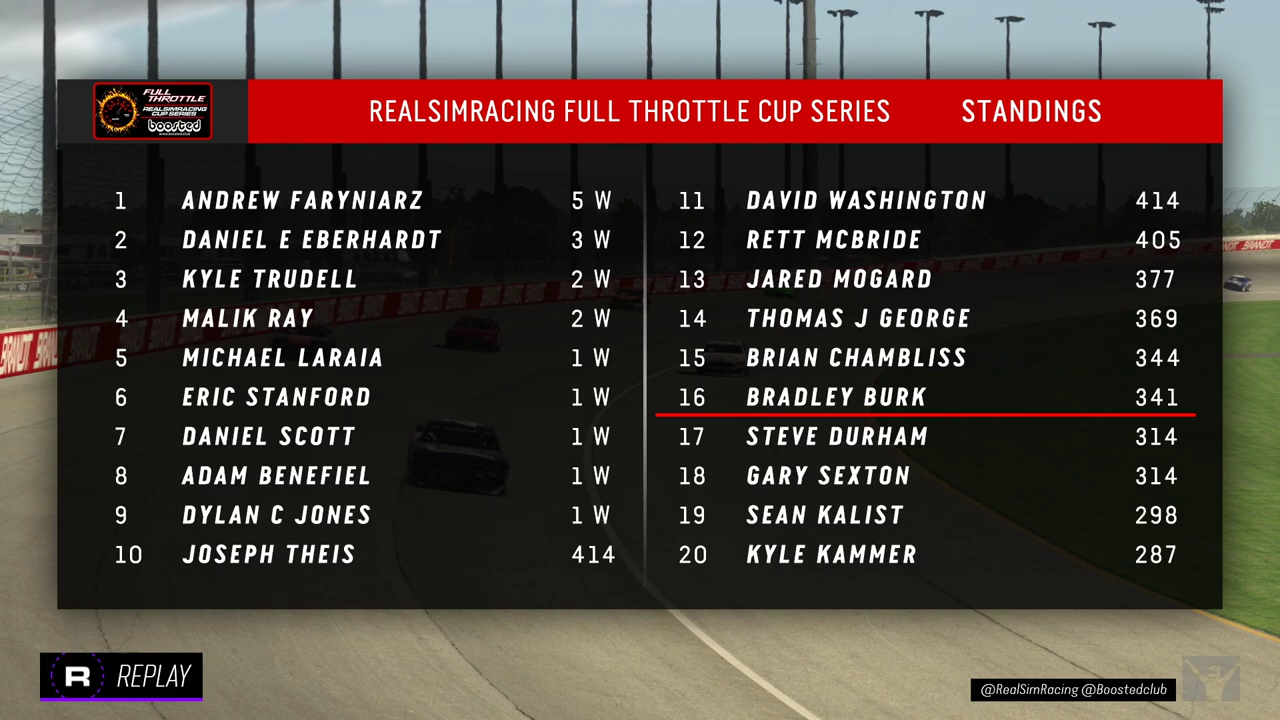 FULL THROTTLE
REALSIMRACING
CUP SERIES
boosted
www.boosted.club
REALSIMRACING FULL THROTTLE CUP SERIES STANDINGS
1 ANDREW FARYNIARZ 5 W
2 DANIEL E EBERHARDT 3 W
3 KYLE TRUDELL 2 W
4 MALIK RAY 2 W
5 MICHAEL LARAIA 1 W
6 ERIC STANFORD 1 W
7 DANIEL SCOTT 1 W
8 ADAM BENEFIEL 1 W
9 DYLAN C JONES 1 W
10 JOSEPH THEIS 414
11 DAVID WASHINGTON 414
12 RETT MCBRIDE 405
13 JARED MOGARD 377
14 THOMAS J GEORGE 369
15 BRIAN CHAMBLISS 344
16 BRADLEY BURK 341
17 STEVE DURHAM 314
18 GARY SEXTON 314
19 SEAN KALIST 298
20 KYLE KAMMER 287
BRANDT
R REPLAY
@RealSimRacing @Boostedclub